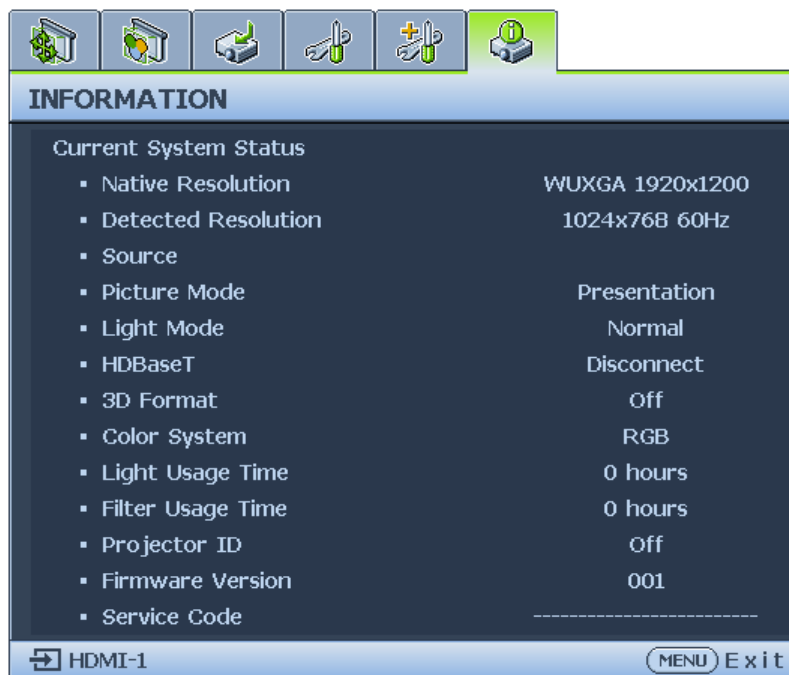 INFORMATION
Current System Status
▪ Native Resolution WUXGA 1920x1200
▪ Detected Resolution 1024x768 60Hz
▪ Source
▪ Picture Mode Presentation
▪ Light Mode Normal
▪ HDBaseT Disconnect
▪ 3D Format Off
▪ Color System RGB
▪ Light Usage Time 0 hours
▪ Filter Usage Time 0 hours
▪ Projector ID Off
▪ Firmware Version 001
▪ Service Code -------------------------
HDMI-1 MENU Exit